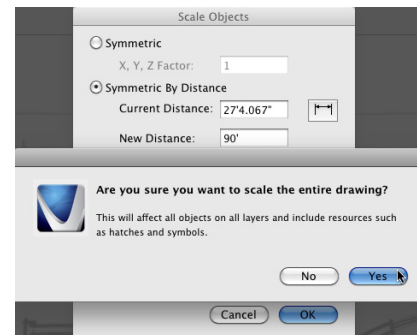 Scale Objects
Symmetric
X, Y, Z Factor: 1
Symmetric By Distance
Current Distance: 27'4.067"
New Distance: 90'
Are you sure you want to scale the entire drawing?
This will affect all objects on all layers and include resources such
as hatches and symbols.
No Yes
Cancel OK